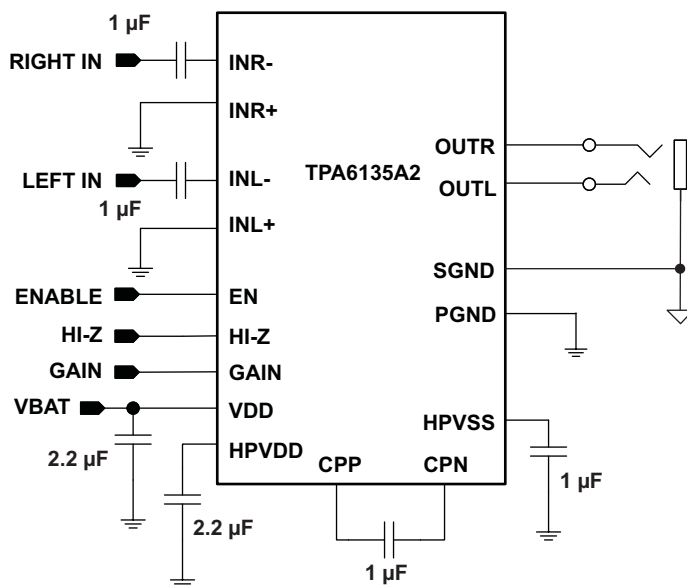 1 µF
RIGHT IN
INR-
INR+
OUTR
TPA6135A2
LEFT IN
INL-
OUTL
1 µF
INL+
SGND
ENABLE
EN
PGND
HI-Z
HI-Z
GAIN
GAIN
VBAT
VDD
HPVSS
2.2 µF
HPVDD
CPP
CPN
1 µF
2.2 µF
1 µF